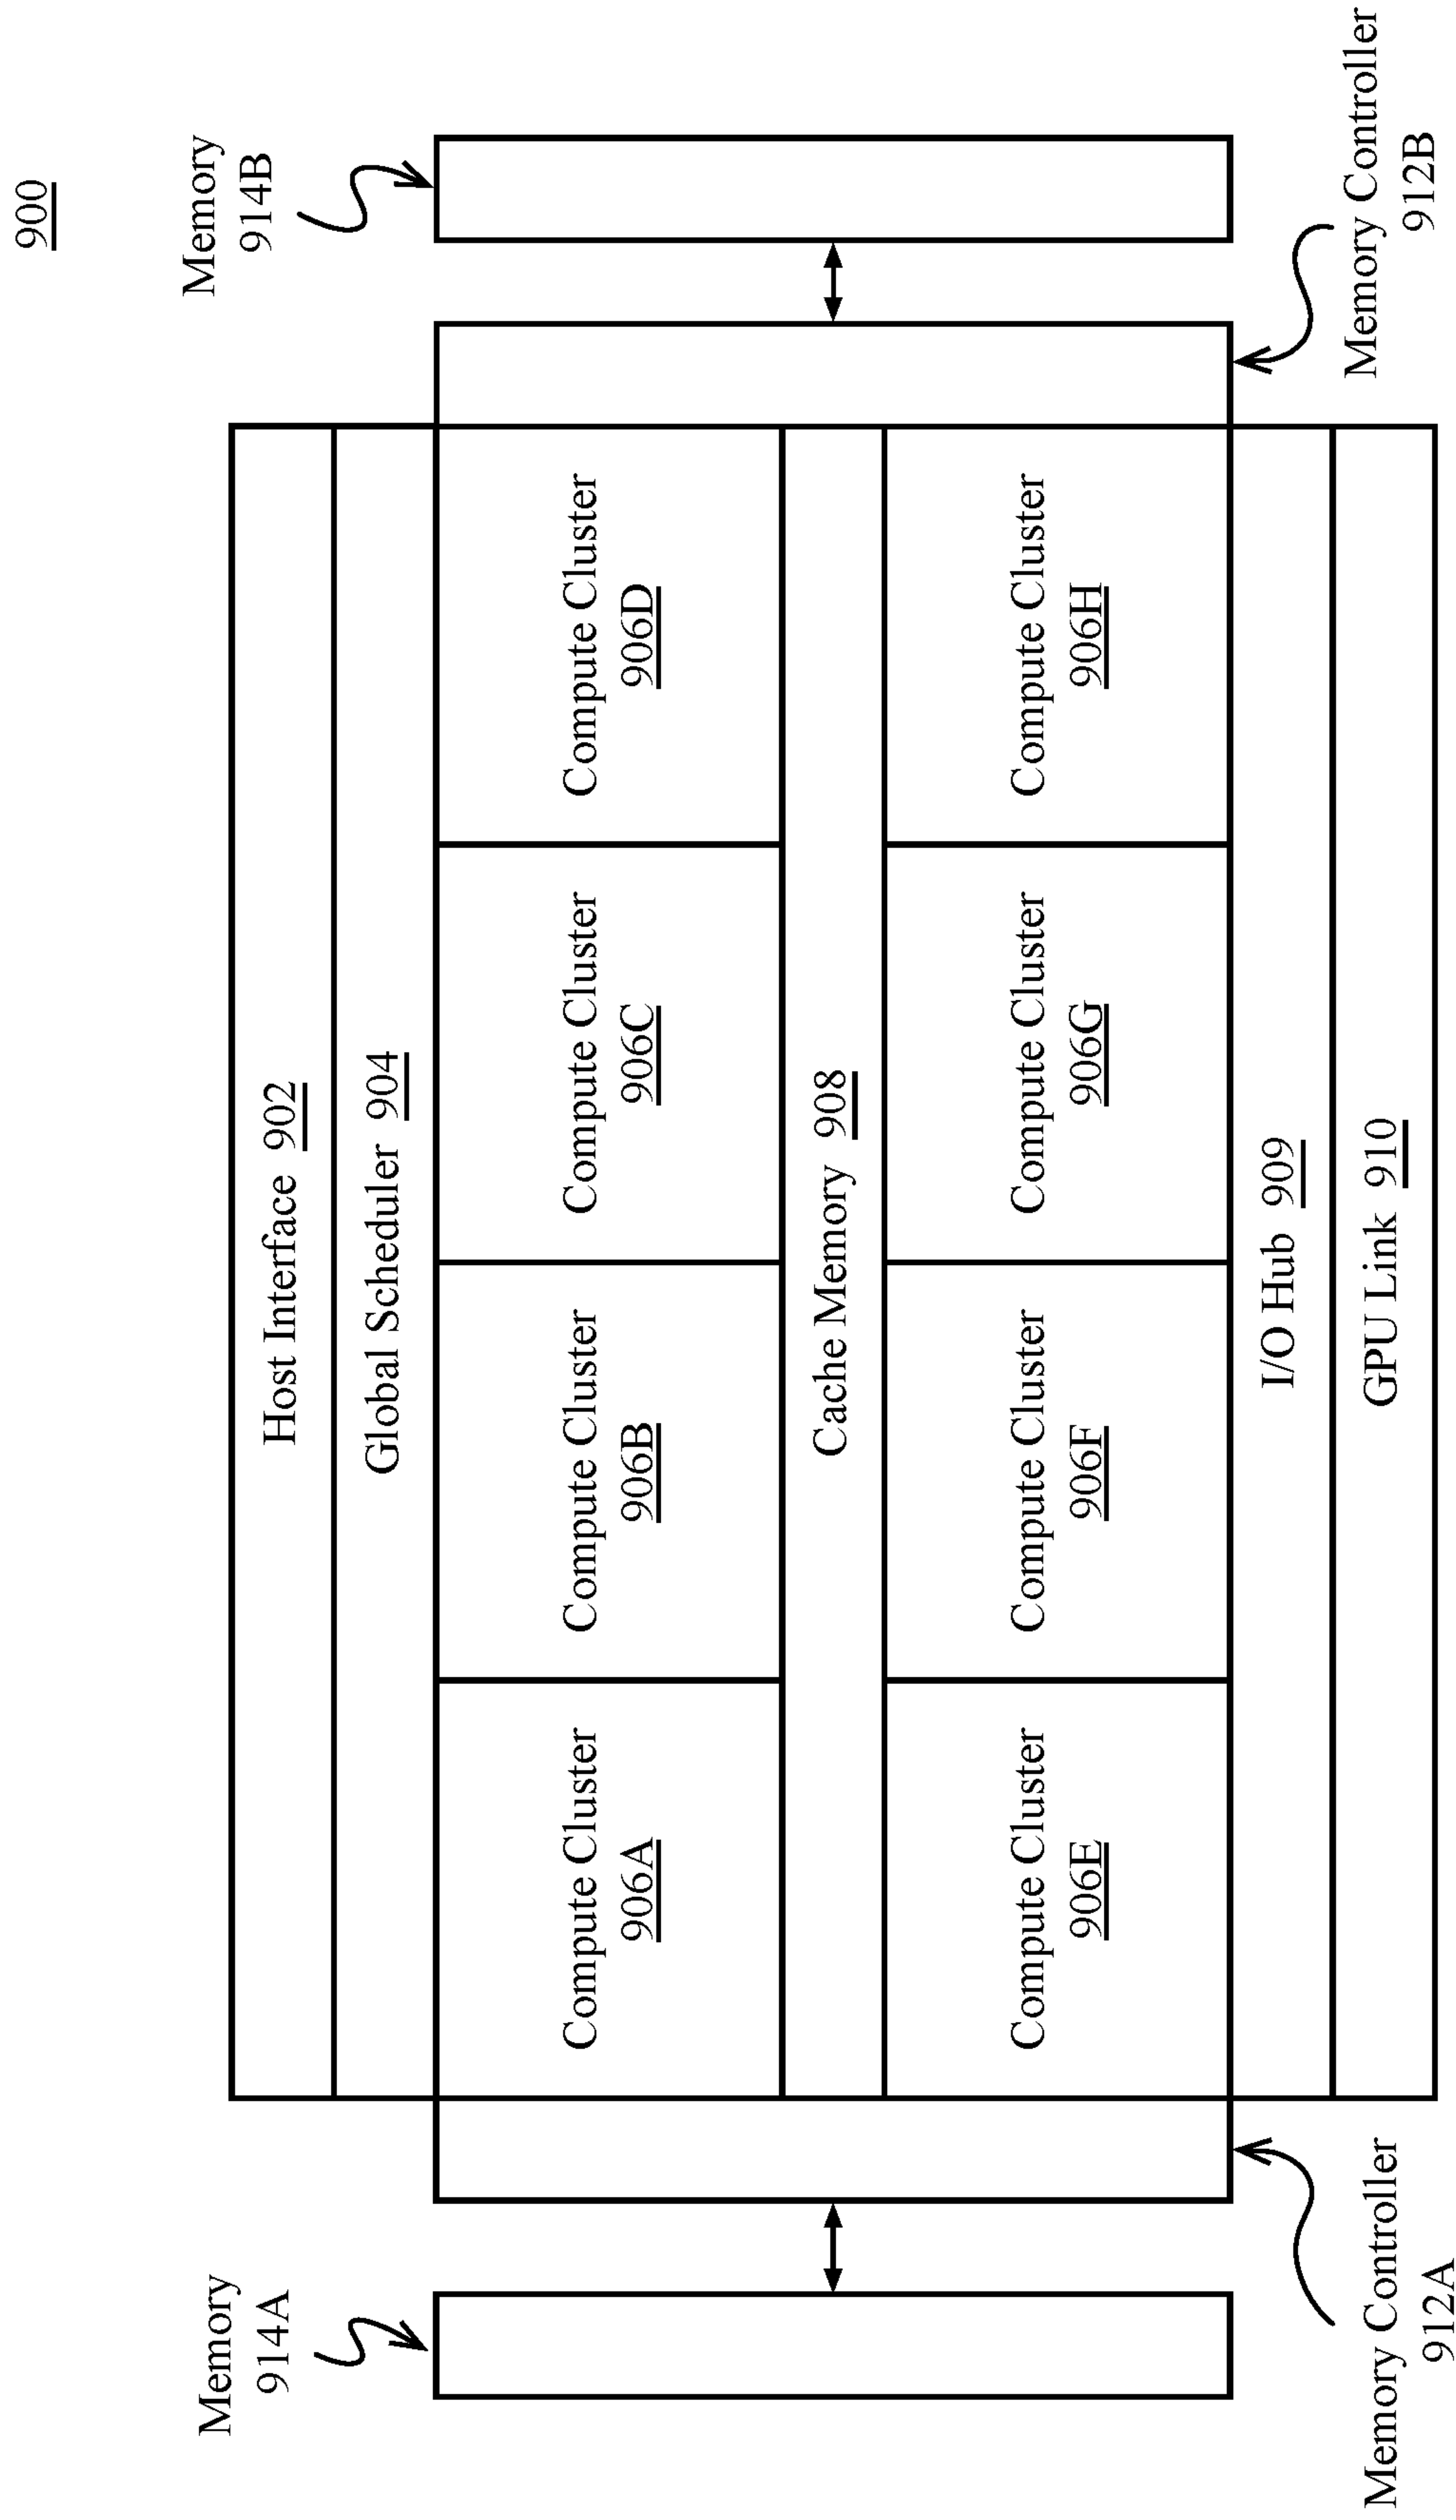 900
Memory
914A
Memory
914B
Host Interface 902
Global Scheduler 904
Compute Cluster
906A
Compute Cluster
906B
Compute Cluster
906C
Compute Cluster
906D
Cache Memory 908
Compute Cluster
906E
Compute Cluster
906F
Compute Cluster
906G
Compute Cluster
906H
I/O Hub 909
GPU Link 910
Memory Controller
912A
Memory Controller
912B